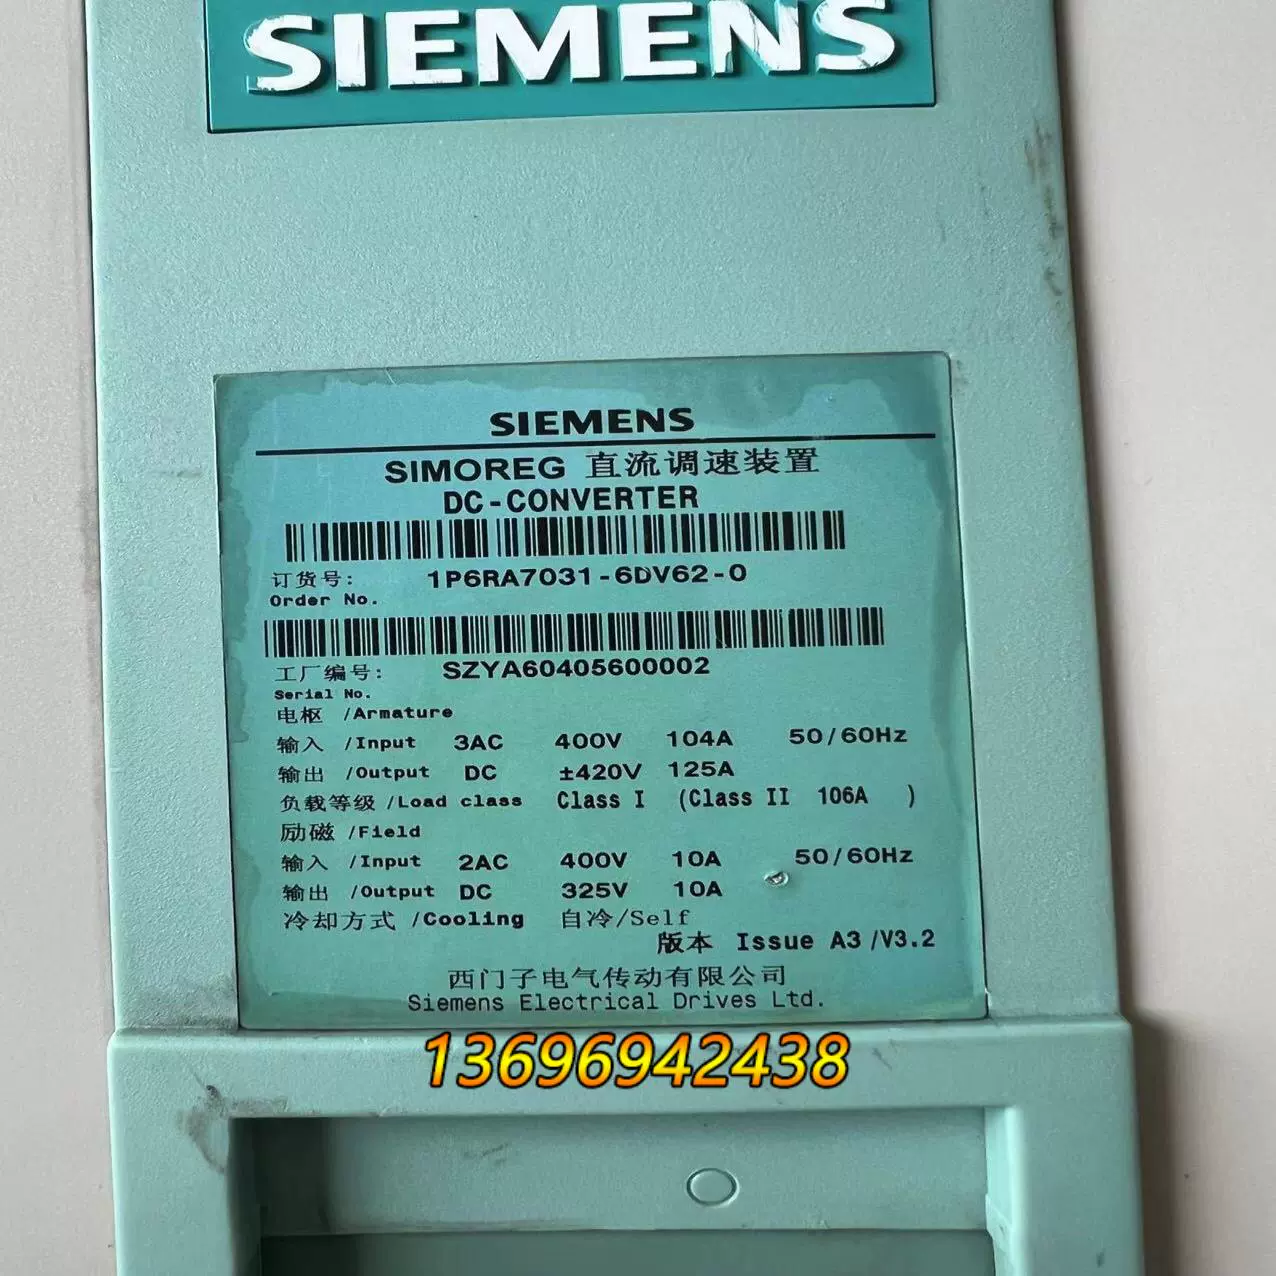 SIEMENS
SIEMENS
SIMOREG 直流调速装置
DC-CONVERTER
订货号: 1P6RA7031-6DV62-0
Order No.
工厂编号: SZYA60405600002
Serial No.
电枢 /Armature
输入 /Input 3AC 400V 104A 50/60Hz
输出 /Output DC ±420V 125A
负载等级 /Load class Class I (Class II 106A )
励磁 /Field
输入 /Input 2AC 400V 10A 50/60Hz
输出 /Output DC 325V 10A
冷却方式 /Cooling 自冷/Self
版本 Issue A3 /V3.2
西门子电气传动有限公司
Siemens Electrical Drives Ltd.
13696942438